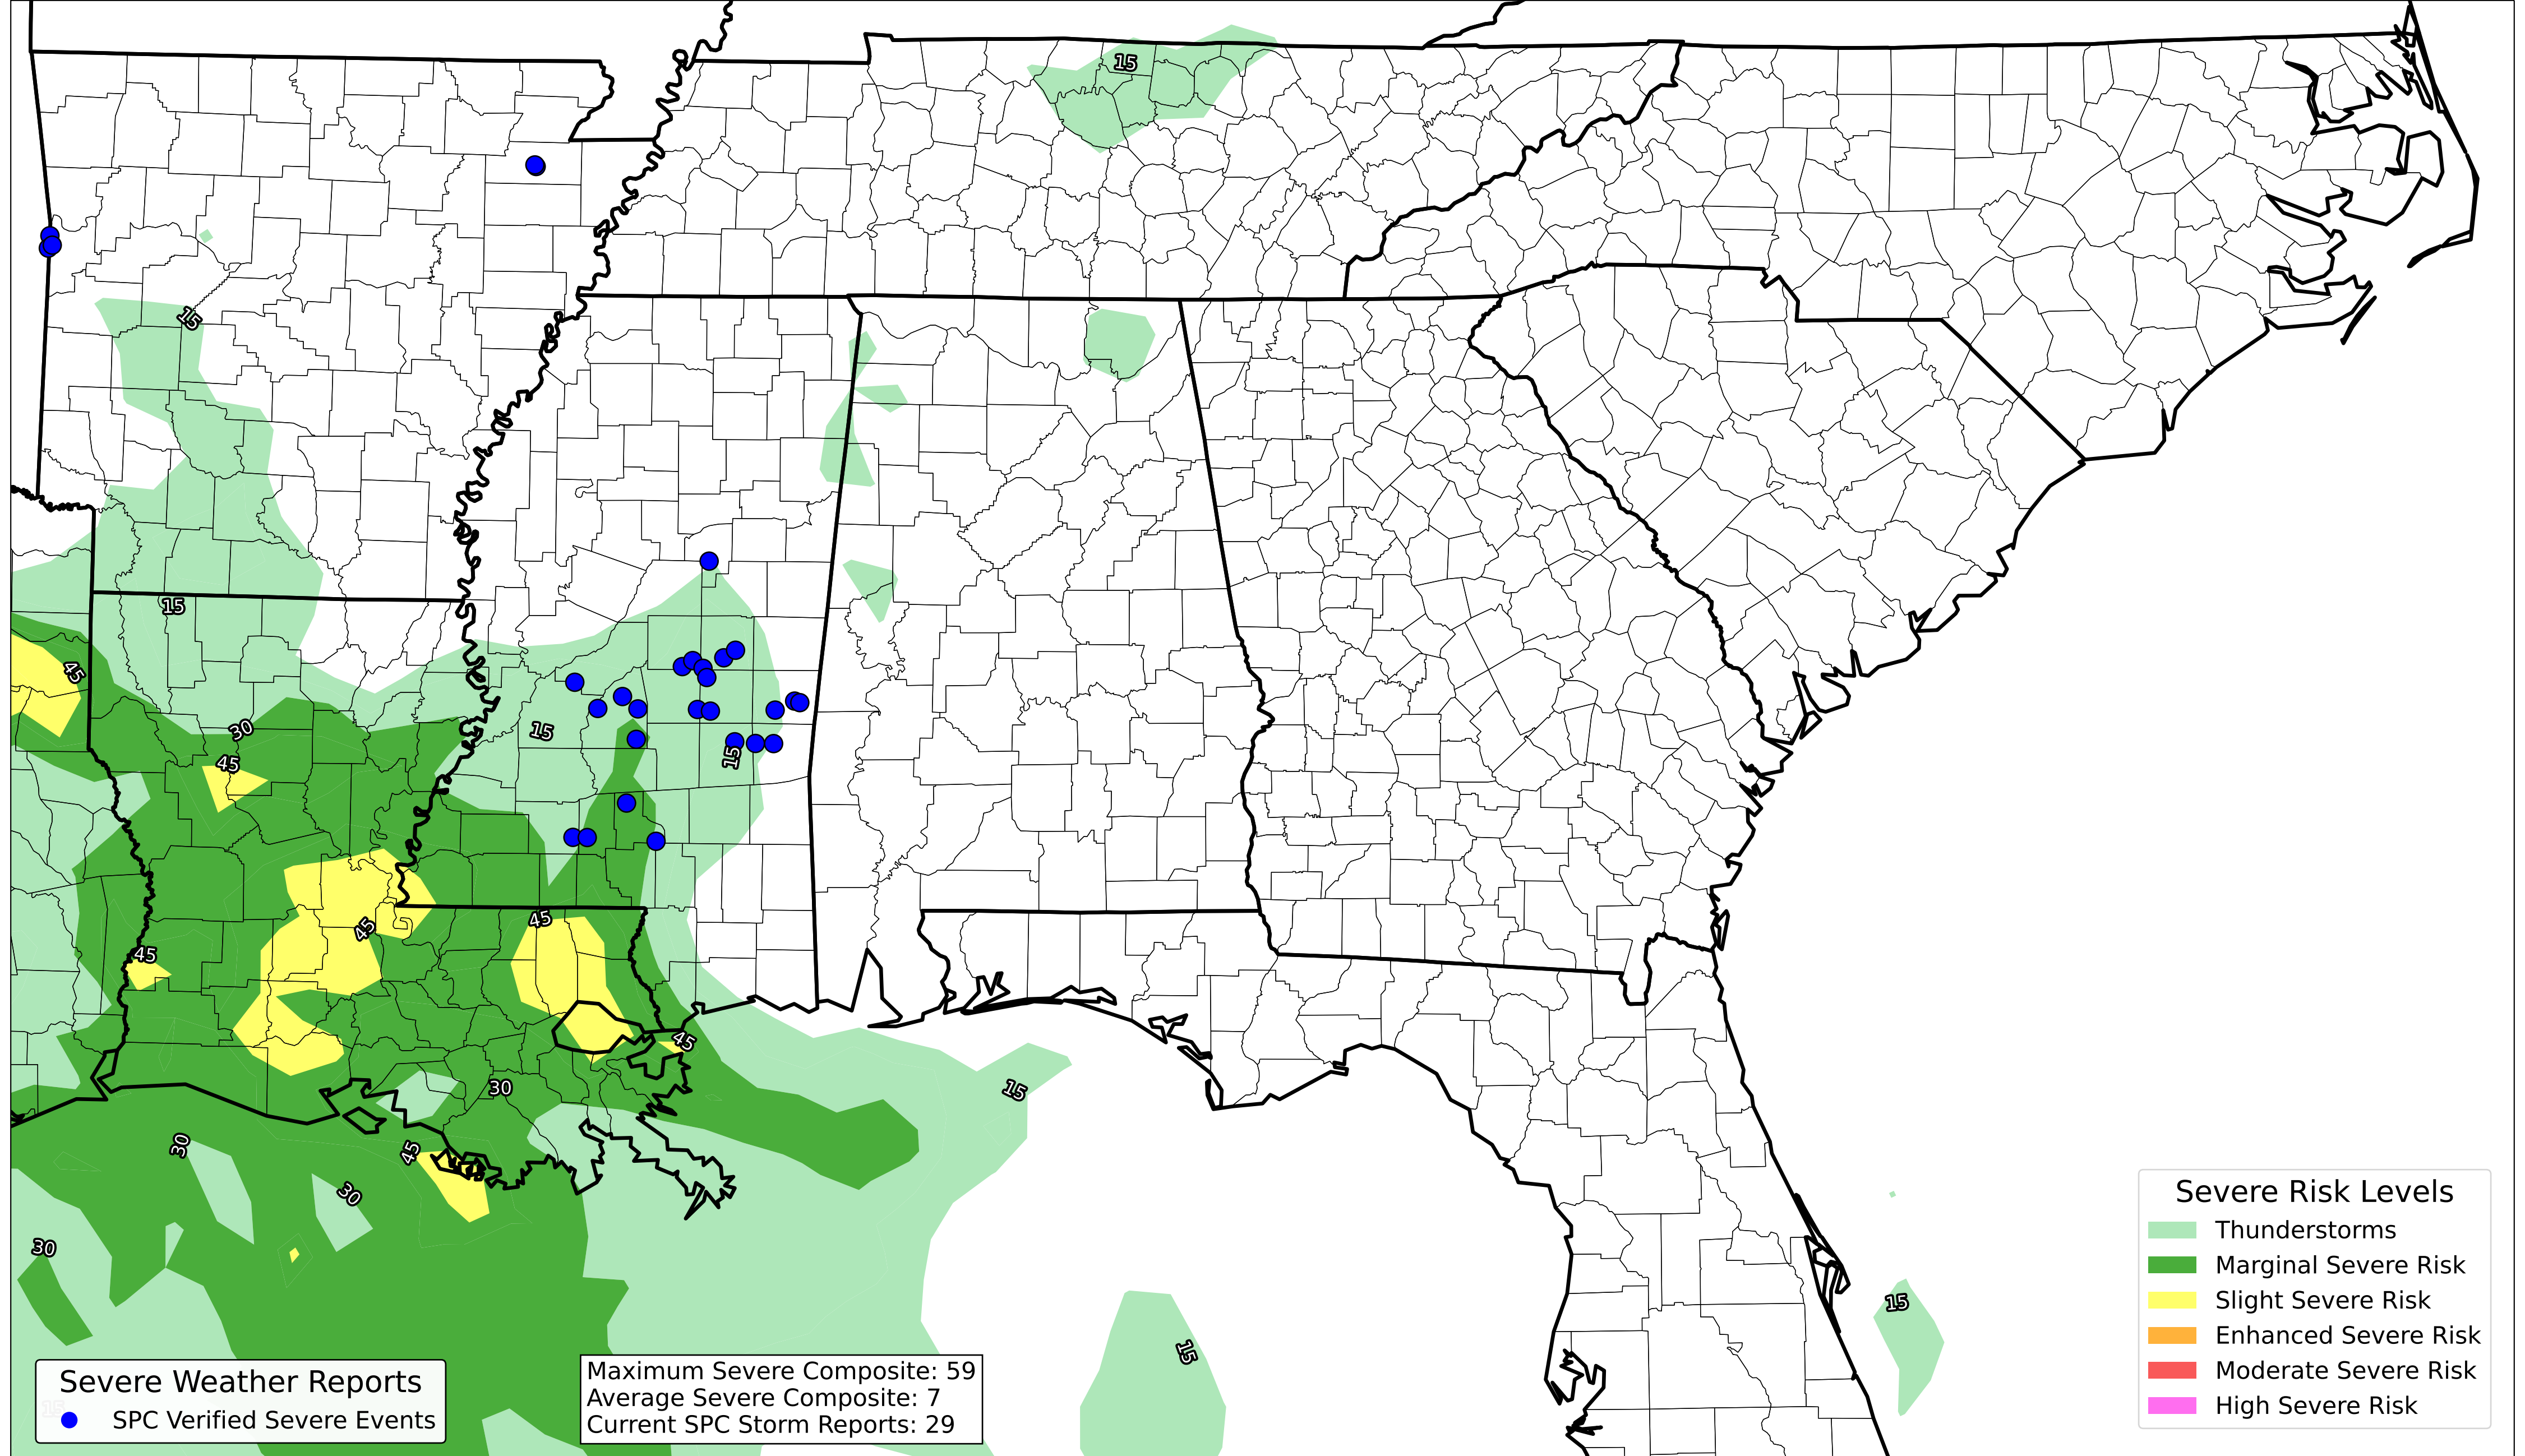 15
15
15
45
30
15
45
15
45
45
45
45
30
15
30
45
30
30
15
15
15
Severe Weather Reports
SPC Verified Severe Events
Maximum Severe Composite: 59
Average Severe Composite: 7
Current SPC Storm Reports: 29
Severe Risk Levels
Thunderstorms
Marginal Severe Risk
Slight Severe Risk
Enhanced Severe Risk
Moderate Severe Risk
High Severe Risk